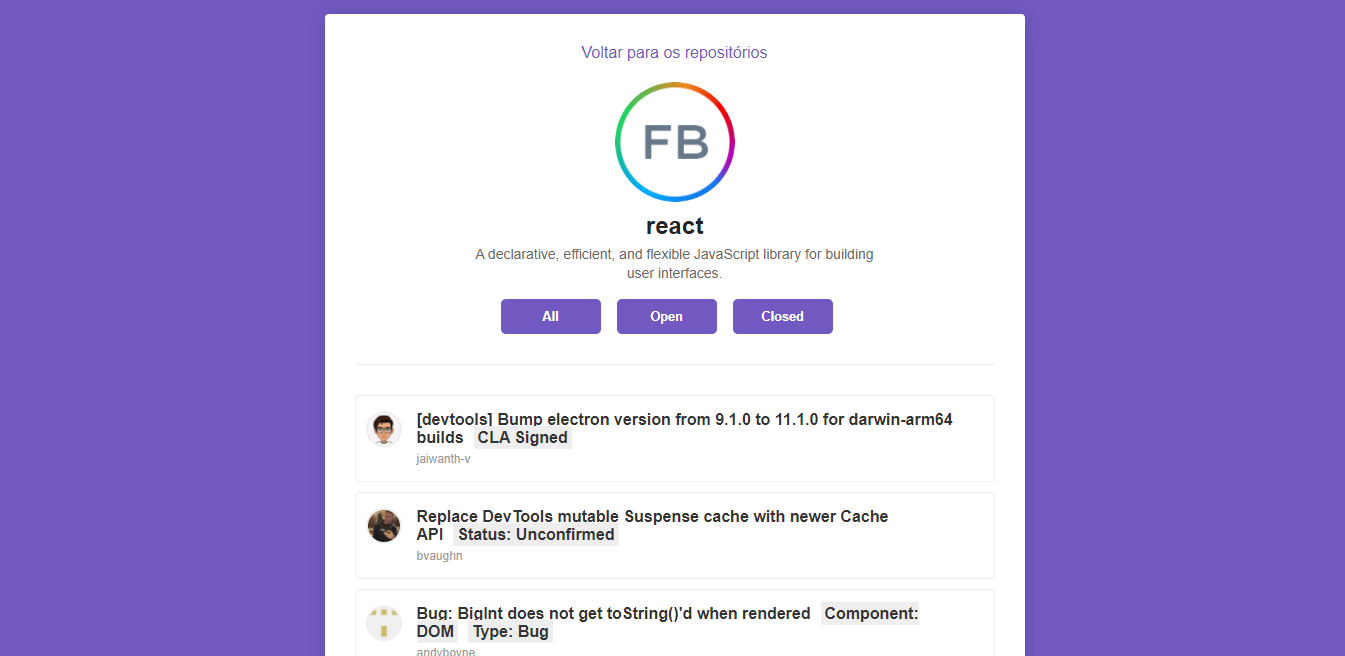 Voltar para os repositórios
FB
react
A declarative, efficient, and flexible JavaScript library for building
user interfaces.
All
Open
Closed
[devtools] Bump electron version from 9.1.0 to 11.1.0 for darwin-arm64
builds CLA Signed
jaiwanth-v
Replace DevTools mutable Suspense cache with newer Cache
API Status: Unconfirmed
bvaughn
Bug: BigInt does not get toString()'d when rendered Component:
DOM Type: Bug
andyboyne